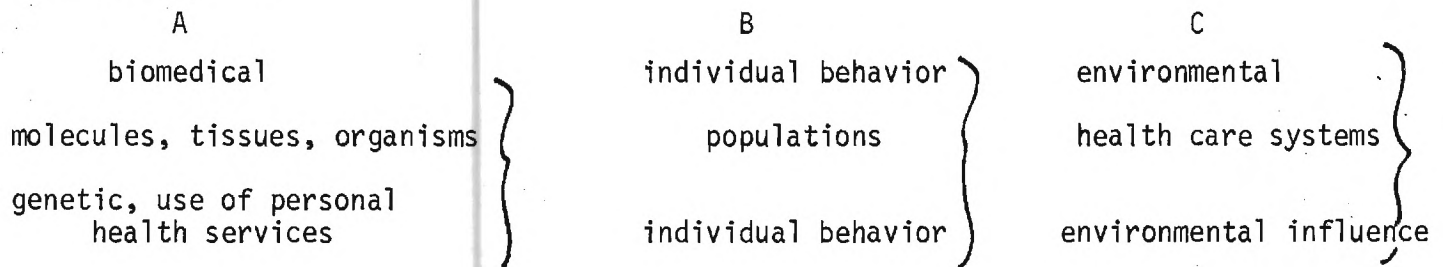 A B C
biomedical individual behavior environmental
molecules, tissues, organisms populations health care systems
genetic, use of personal
health services individual behavior environmental influence